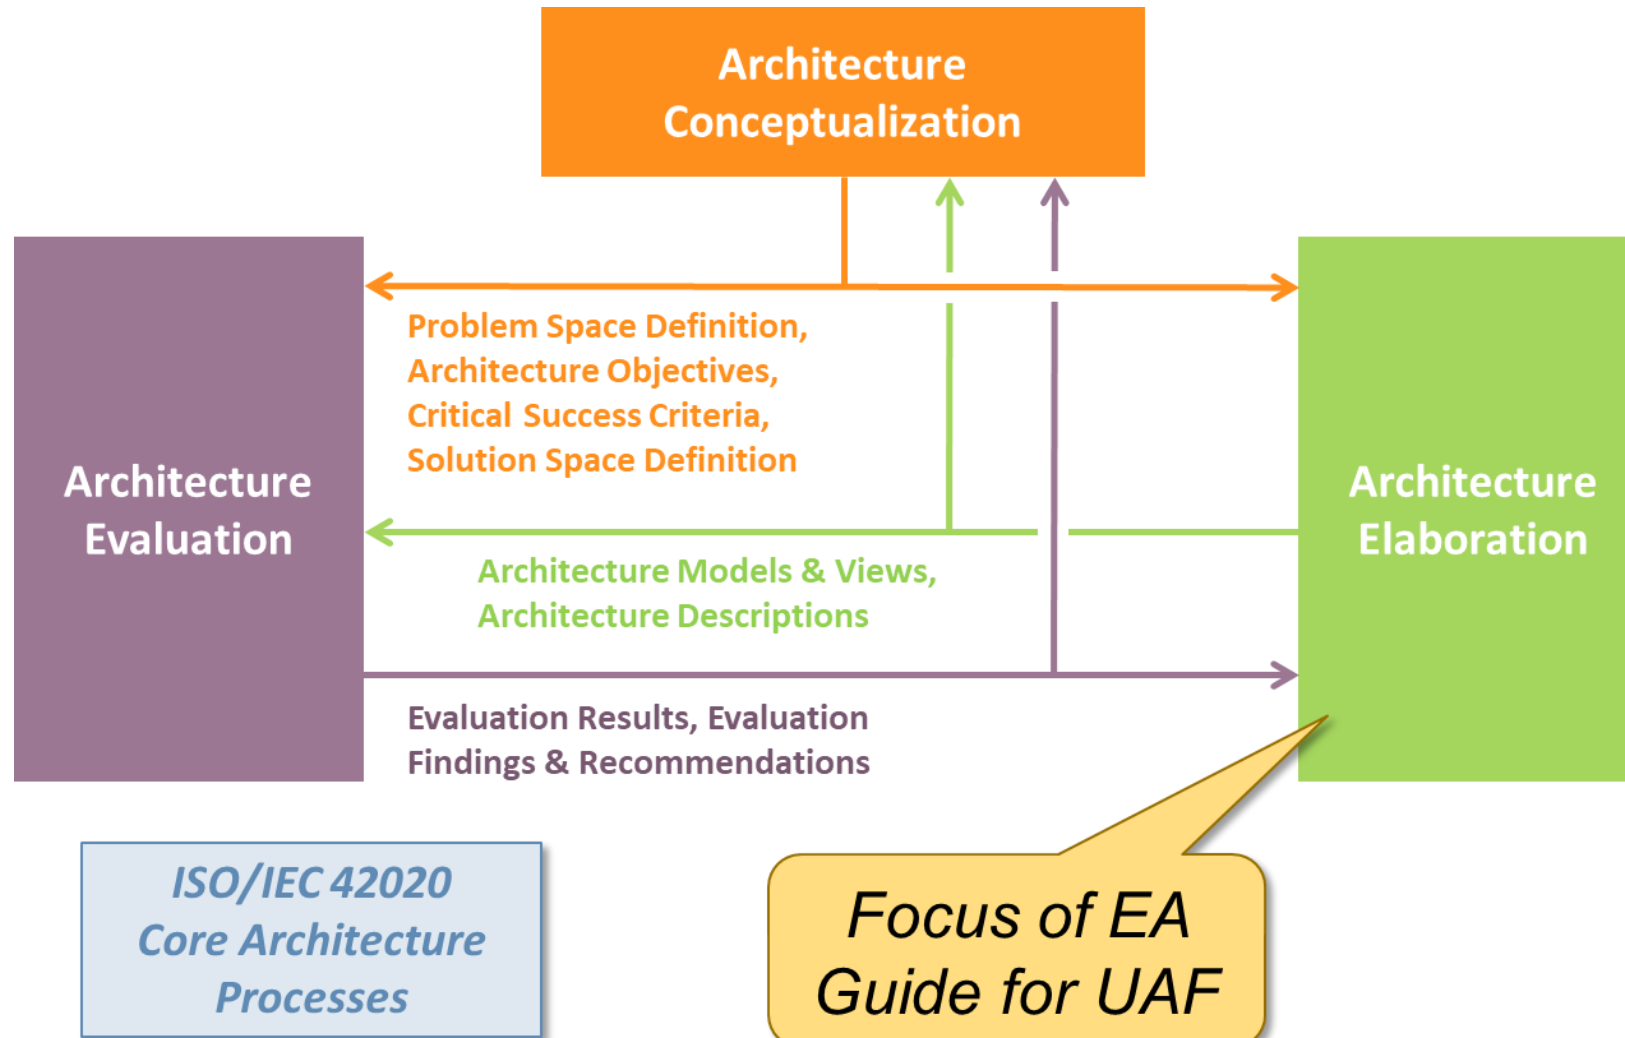 Architecture
Conceptualization
Problem Space Definition,
Architecture Objectives,
Critical Success Criteria,
Solution Space Definition
Architecture
Evaluation
Architecture
Elaboration
Architecture Models & Views,
Architecture Descriptions
Evaluation Results, Evaluation
Findings & Recommendations
ISO/IEC 42020
Core Architecture
Processes
Focus of EA
Guide for UAF